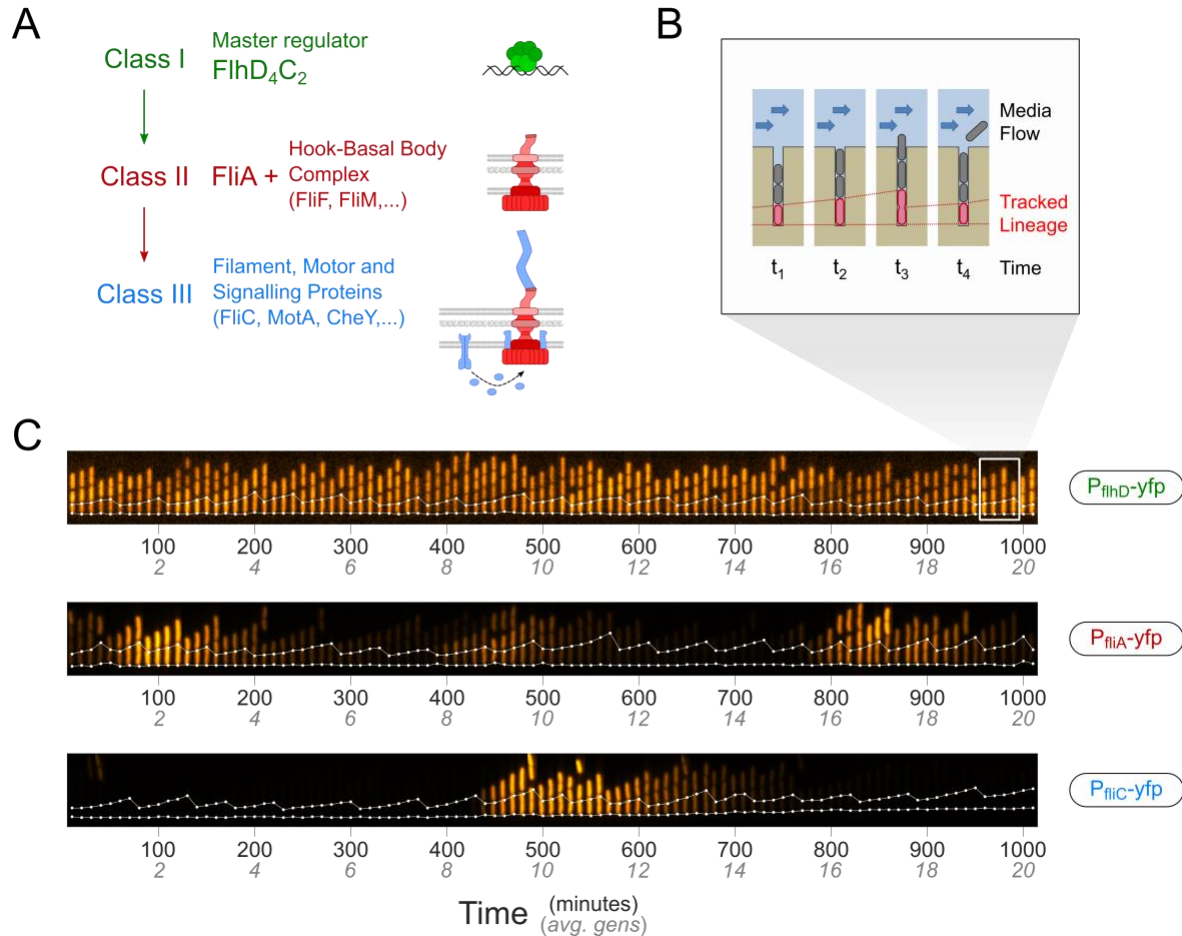 A
Class I
Master regulator
FlhD₄C₂
Class II
FliA +
Hook-Basal Body
Complex
(FliF, FliM,...)
Class III
Filament, Motor and
Signalling Proteins
(FliC, MotA, CheY,...)
B
Media
Flow
Tracked
Lineage
t₁ t₂ t₃ t₄ Time
C
PflhD-yfp
100 200 300 400 500 600 700 800 900 1000
2 4 6 8 10 12 14 16 18 20
PfliA-yfp
100 200 300 400 500 600 700 800 900 1000
2 4 6 8 10 12 14 16 18 20
PfliC-yfp
100 200 300 400 500 600 700 800 900 1000
2 4 6 8 10 12 14 16 18 20
Time (minutes)
(avg. gens)